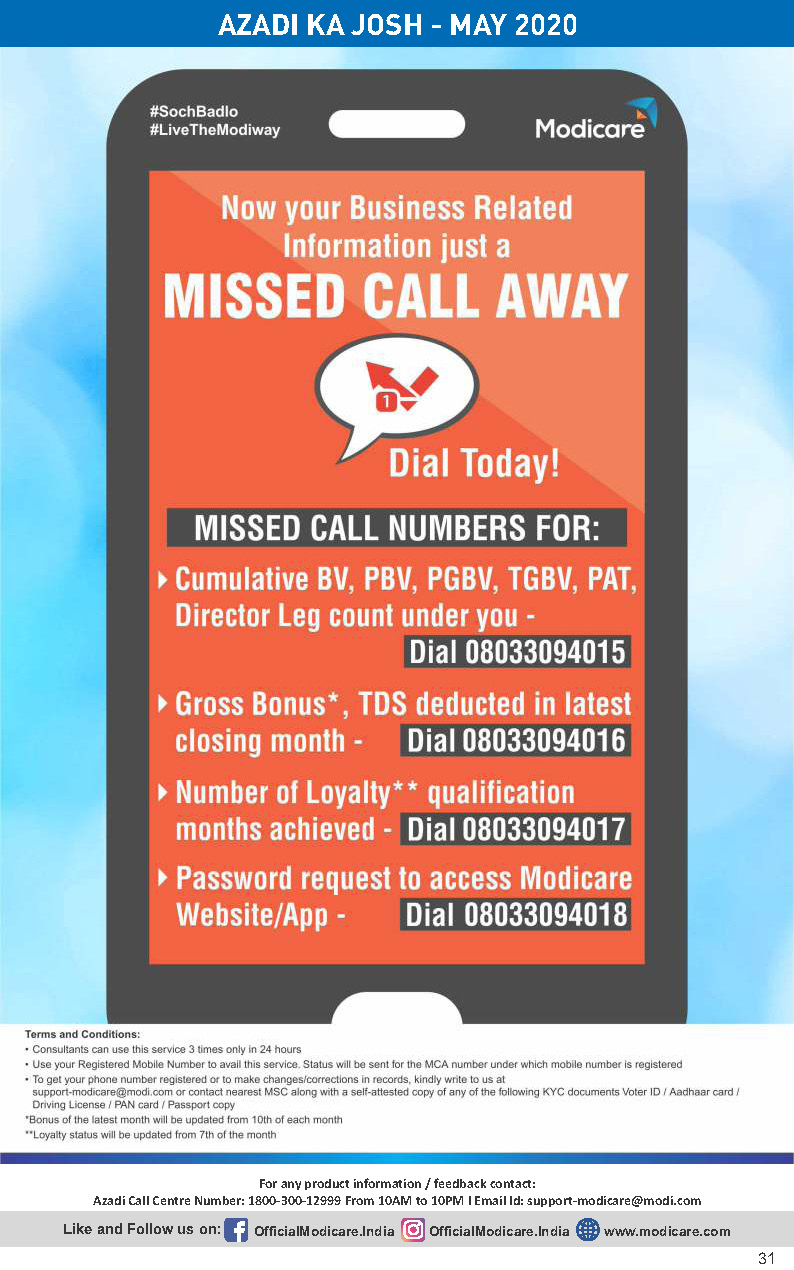 AZADI KA JOSH - MAY 2020
#SochBadlo
#LiveTheModiway
Modicare
Now your Business Related
Information just a
MISSED CALL AWAY
1
Dial Today!
MISSED CALL NUMBERS FOR:
Cumulative BV, PBV, PGBV, TGBV, PAT,
Director Leg count under you -
Dial 08033094015
Gross Bonus*, TDS deducted in latest
closing month - Dial 08033094016
Number of Loyalty** qualification
months achieved - Dial 08033094017
Password request to access Modicare
Website/App - Dial 08033094018
Terms and Conditions:
• Consultants can use this service 3 times only in 24 hours
• Use your Registered Mobile Number to avail this service. Status will be sent for the MCA number under which mobile number is registered
• To get your phone number registered or to make changes/corrections in records, kindly write to us at
support-modicare@modi.com or contact nearest MSC along with a self-attested copy of any of the following KYC documents Voter ID / Aadhaar card /
Driving License / PAN card / Passport copy
*Bonus of the latest month will be updated from 10th of each month
**Loyalty status will be updated from 7th of the month
For any product information / feedback contact:
Azadi Call Centre Number: 1800-300-12999 From 10AM to 10PM I Email Id: support-modicare@modi.com
Like and Follow us on: OfficialModicare.India OfficialModicare.India www.modicare.com
31